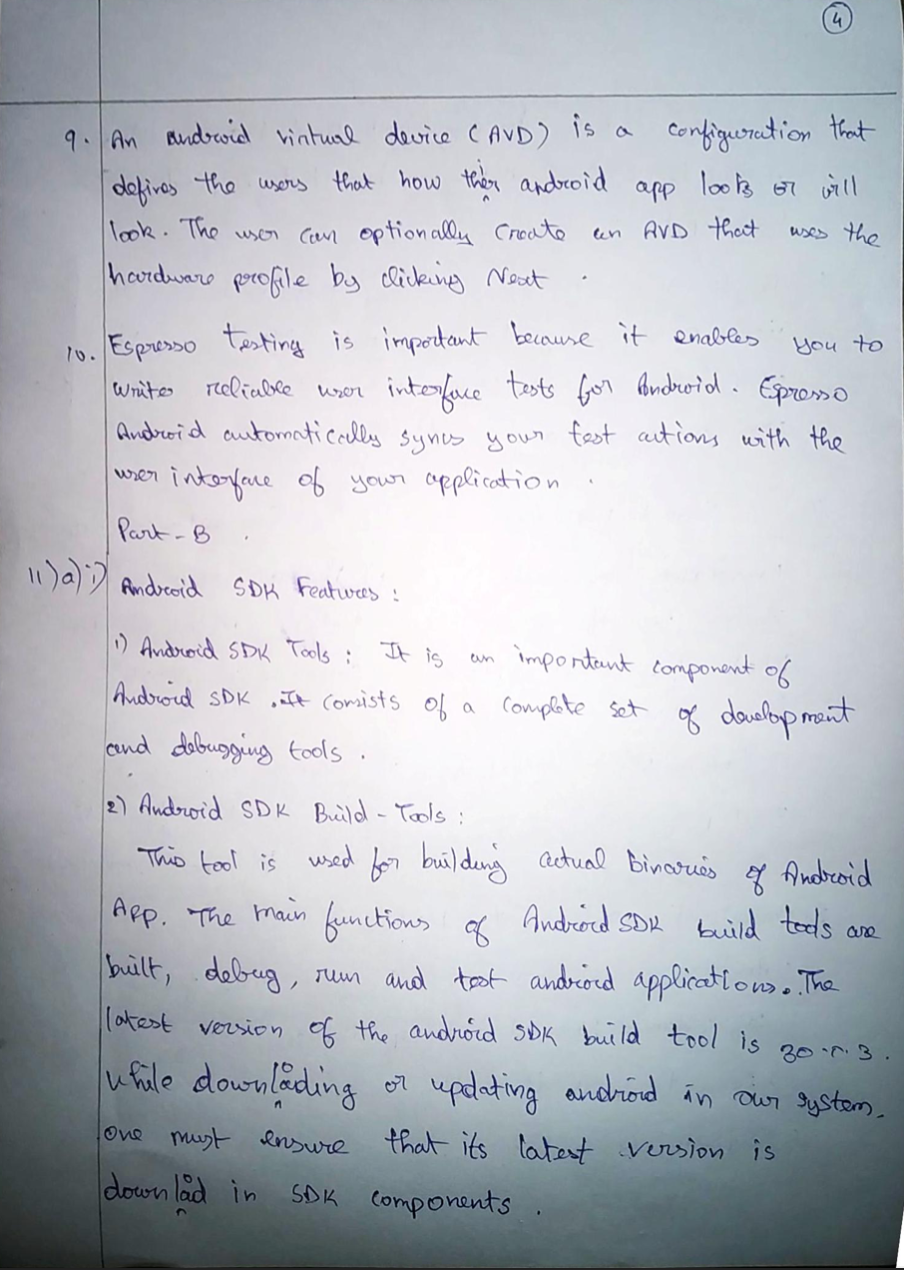 4
9. An android virtual device (AVD) is a configuration that
defines the users that how their android app looks or will
look. The user can optionally create an AVD that uses the
hardware profile by clicking Next .
10. Espresso testing is important because it enables you to
write reliable user interface tests for Android. Espresso
Android automatically syncs your test actions with the
user interface of your application .
Part - B .
11) a) i) Android SDK Features :
1) Android SDK Tools : It is an important component of
Android SDK . It consists of a complete set of development
and debugging tools .
2) Android SDK Build - Tools :
This tool is used for building actual binaries of Android
App. The main functions of Android SDK build tools are
built, debug, run and test android applications. The
latest version of the android SDK build tool is 30.0.3.
While downloading or updating android in our system,
one must ensure that its latest version is
download in SDK components .